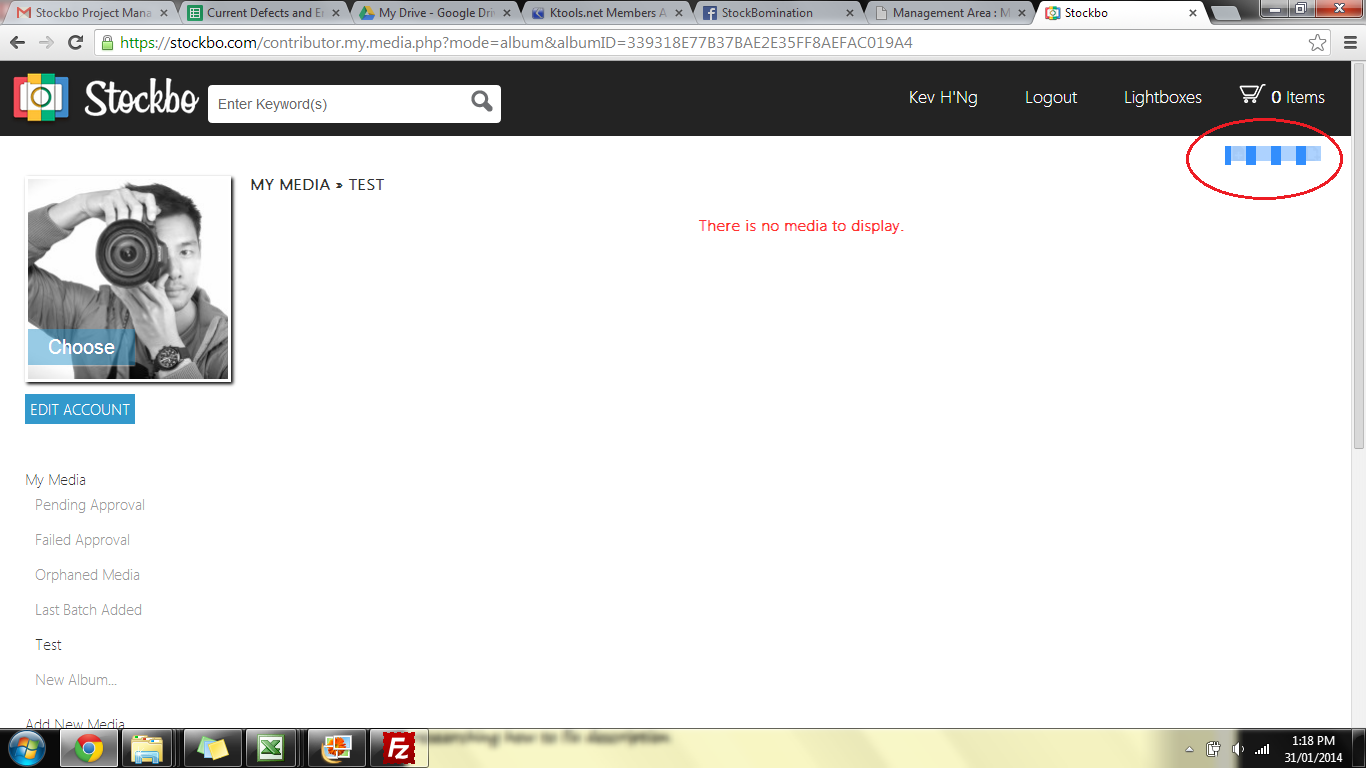 Stockbo Project Mana
Current Defects and E
My Drive - Google Dri
Ktools.net Members A
StockBomination
Management Area : M
Stockbo
https://stockbo.com/contributor.my.media.php?mode=album&albumID=339318E77B37BAE2E35FF8AEFAC019A4
Stockbo
Enter Keyword(s)
Kev H'Ng
Logout
Lightboxes
0 Items
MY MEDIA » TEST
There is no media to display.
Choose
EDIT ACCOUNT
My Media
Pending Approval
Failed Approval
Orphaned Media
Last Batch Added
Test
New Album...
Add New Media
how to fix description
Fz
1:18 PM
31/01/2014